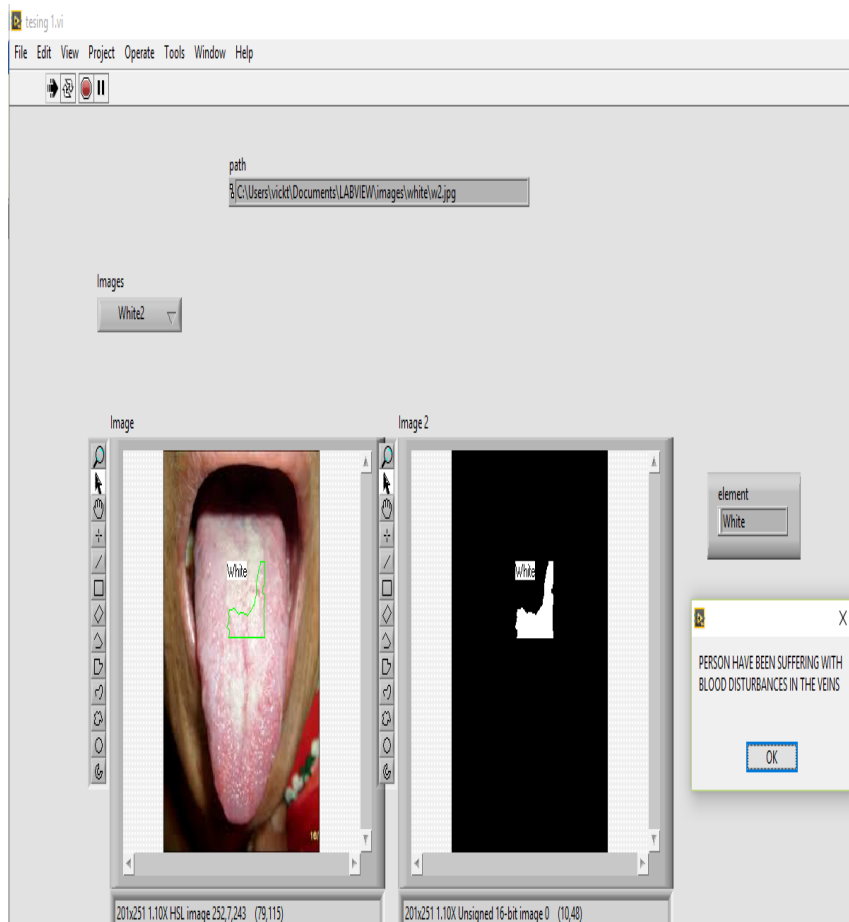 tesing 1.vi
File Edit View Project Operate Tools Window Help
path
C:\Users\vickt\Documents\LABVIEW\images\white\w2.jpg
Images
White2
Image
Image 2
White
White
element
White
PERSON HAVE BEEN SUFFERING WITH
BLOOD DISTURBANCES IN THE VEINS
OK
201x251 1.10X HSL image 252,7,243 (79,115)
201x251 1.10X Unsigned 16-bit image 0 (10,48)